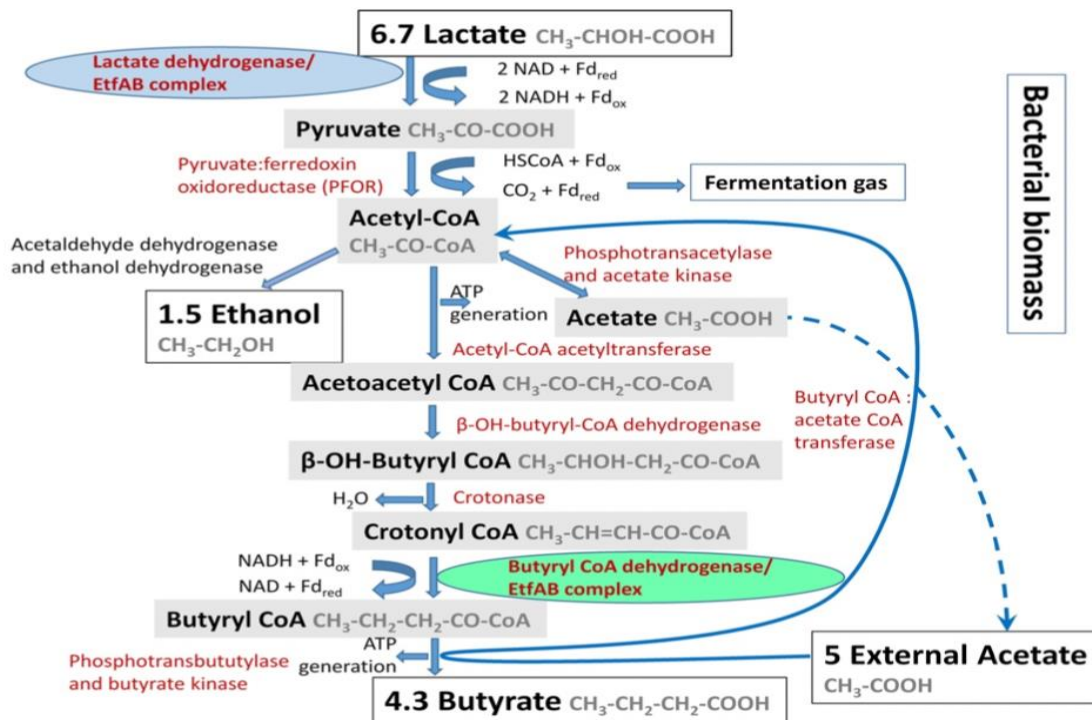 6.7 Lactate CH₃-CHOH-COOH
Lactate dehydrogenase/
EtfAB complex
2 NAD + Fd_red
2 NADH + Fd_ox
Pyruvate CH₃-CO-COOH
Pyruvate:ferredoxin
oxidoreductase (PFOR)
HSCoA + Fd_ox
CO₂ + Fd_red
Fermentation gas
Bacterial biomass
Acetyl-CoA
CH₃-CO-CoA
Acetaldehyde dehydrogenase
and ethanol dehydrogenase
Phosphotransacetylase
and acetate kinase
1.5 Ethanol
CH₃-CH₂OH
ATP
generation
Acetate CH₃-COOH
Acetyl-CoA acetyltransferase
Acetoacetyl CoA CH₃-CO-CH₂-CO-CoA
Butyryl CoA :
acetate CoA
transferase
β-OH-butyryl-CoA dehydrogenase
β-OH-Butyryl CoA CH₃-CHOH-CH₂-CO-CoA
H₂O
Crotonase
Crotonyl CoA CH₃-CH=CH-CO-CoA
NADH + Fd_ox
NAD + Fd_red
Butyryl CoA dehydrogenase/
EtfAB complex
Butyryl CoA CH₃-CH₂-CH₂-CO-CoA
ATP
generation
Phosphotransbututylase
and butyrate kinase
5 External Acetate
CH₃-COOH
4.3 Butyrate CH₃-CH₂-CH₂-COOH